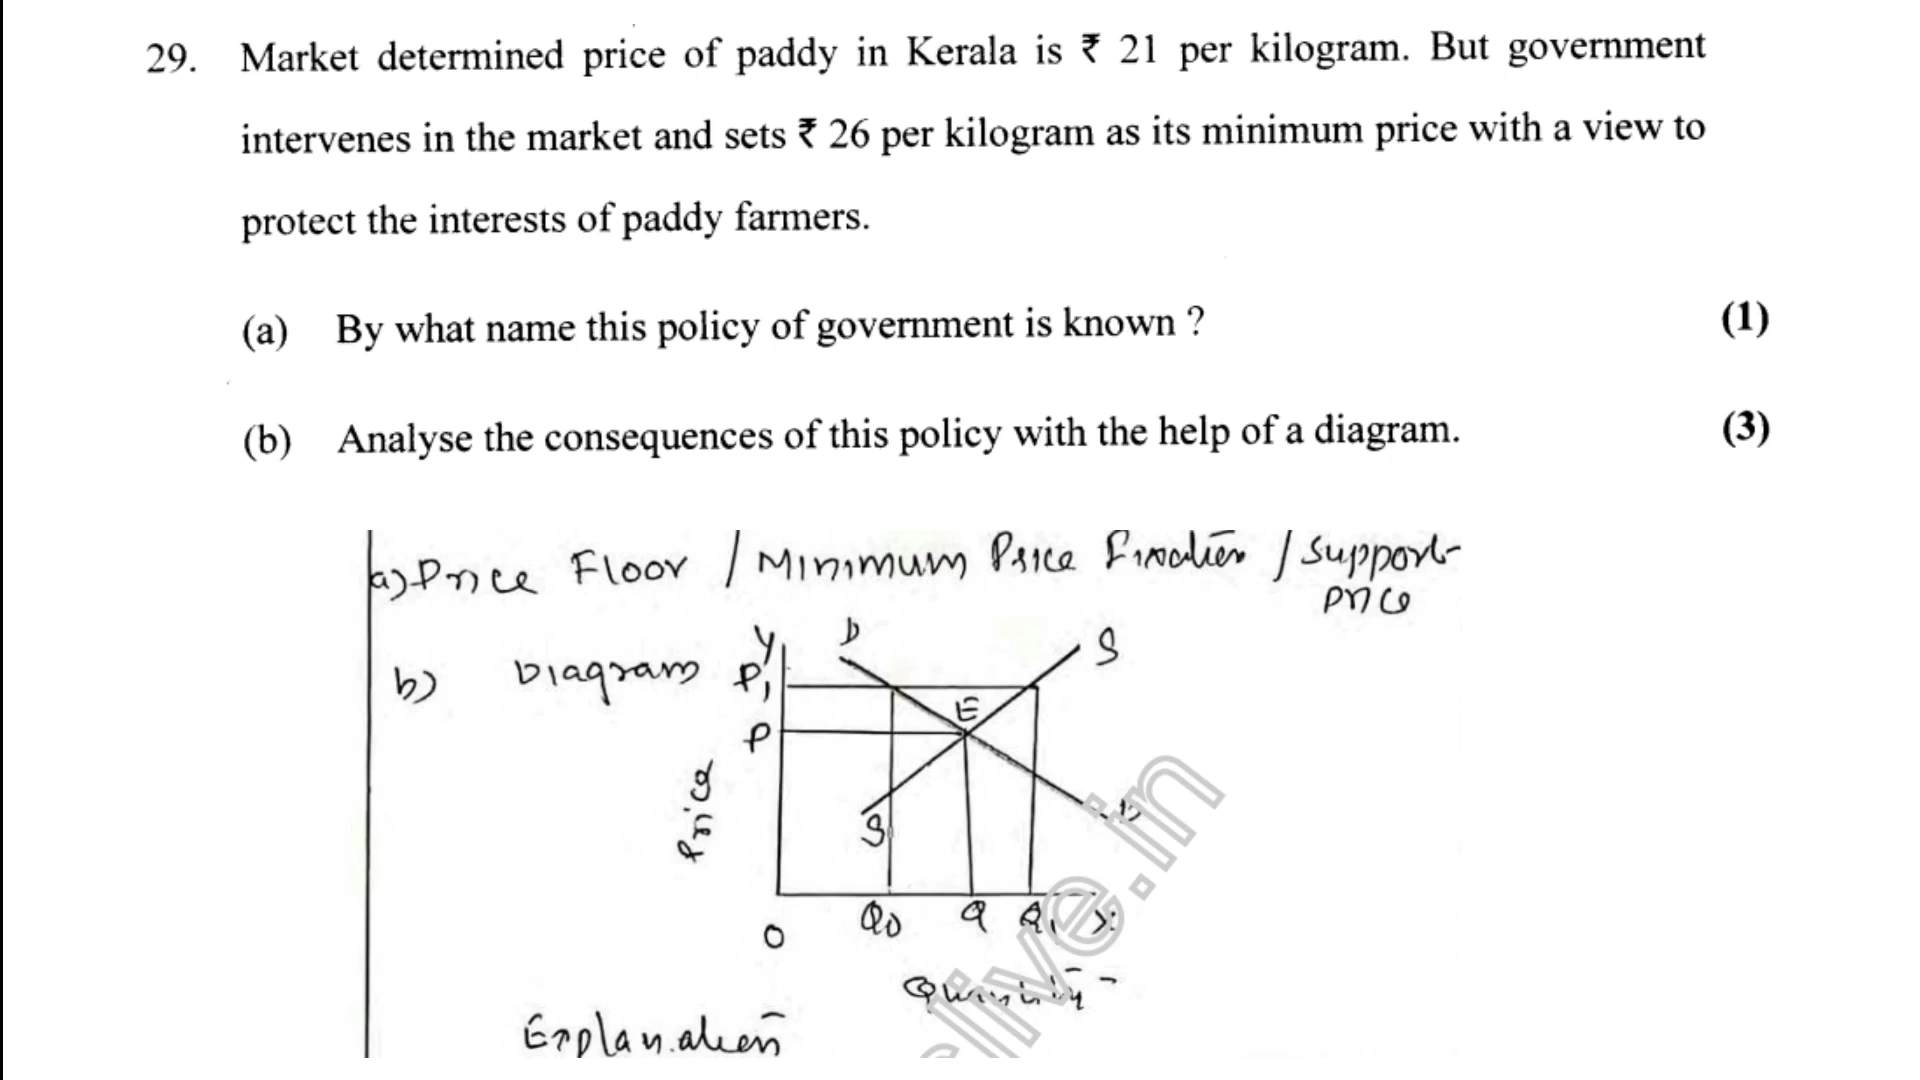 29. Market determined price of paddy in Kerala is ₹ 21 per kilogram. But government
intervenes in the market and sets ₹ 26 per kilogram as its minimum price with a view to
protect the interests of paddy farmers.
(a) By what name this policy of government is known ? (1)
(b) Analyse the consequences of this policy with the help of a diagram. (3)
a) Price Floor / Minimum Price Fixation / Support
price
b) Diagram
Y
D
S
P₁
E
P
Price
S
D
O
Q₀ Q Q₁ X
Quantity
Explanation
live.in